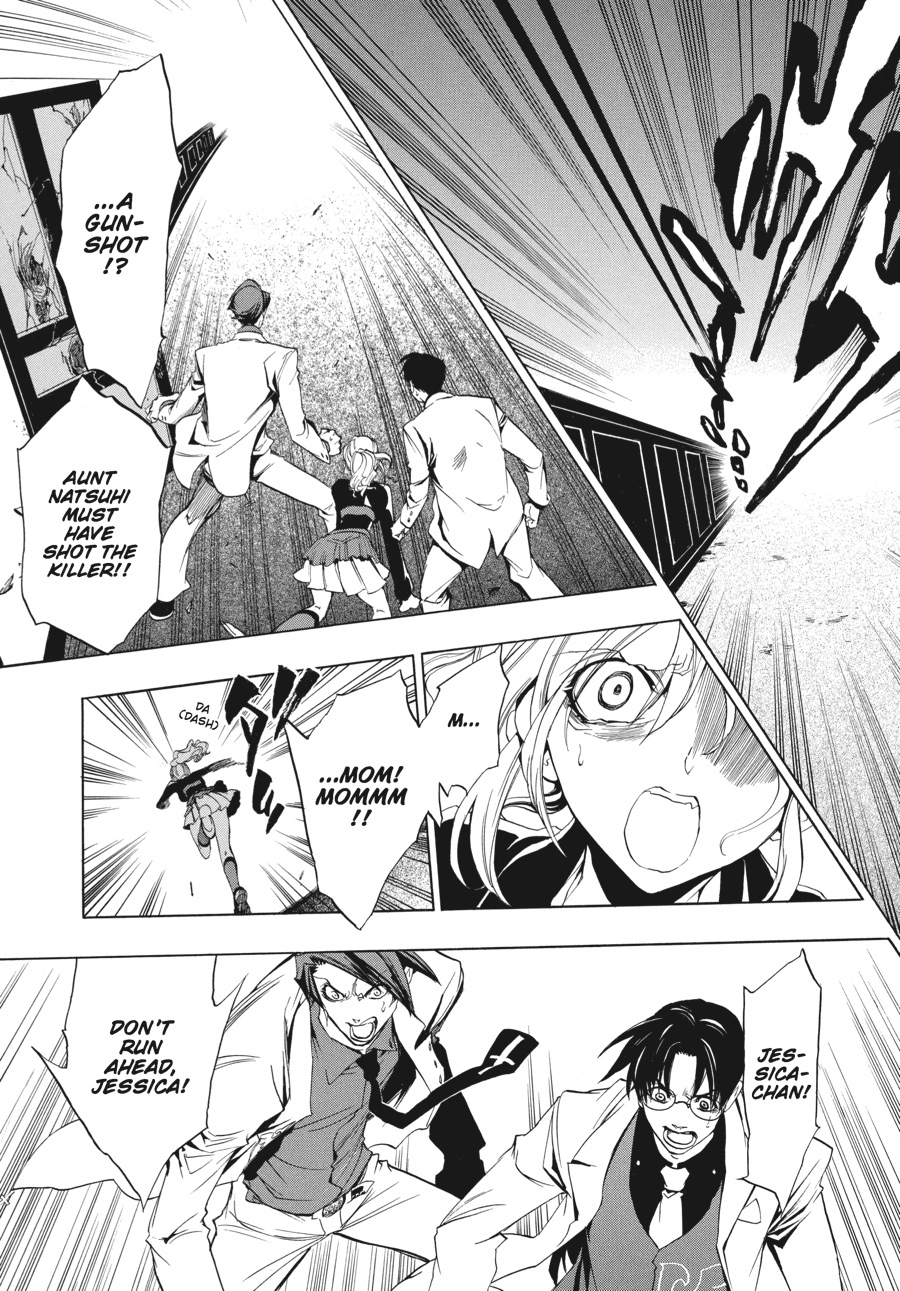 ...A
GUN-
SHOT
!?
AUNT
NATSUHI
MUST
HAVE
SHOT THE
KILLER!!
M...
...MOM!
MOMMM
!!
DA
(DASH)
JES-
SICA-
CHAN!
DON'T
RUN
AHEAD,
JESSICA!